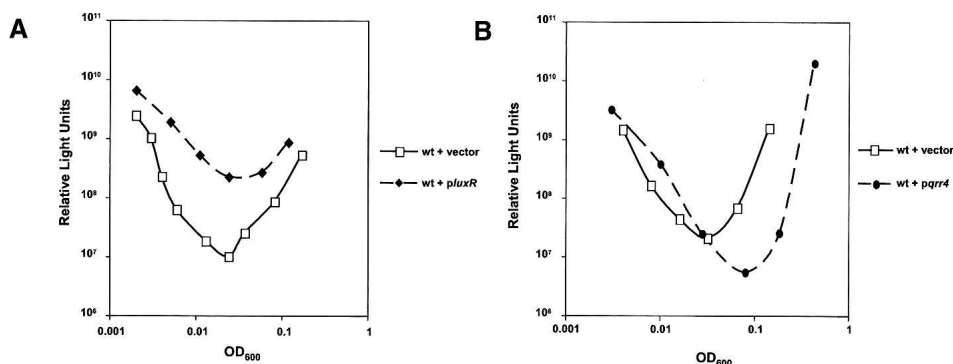 A
Relative Light Units
10¹¹
10¹⁰
10⁹
10⁸
10⁷
10⁶
0.001
0.01
0.1
1
OD₆₀₀
wt + vector
wt + pluxR
B
Relative Light Units
10¹¹
10¹⁰
10⁹
10⁸
10⁷
10⁶
0.001
0.01
0.1
1
OD₆₀₀
wt + vector
wt + pqrr4